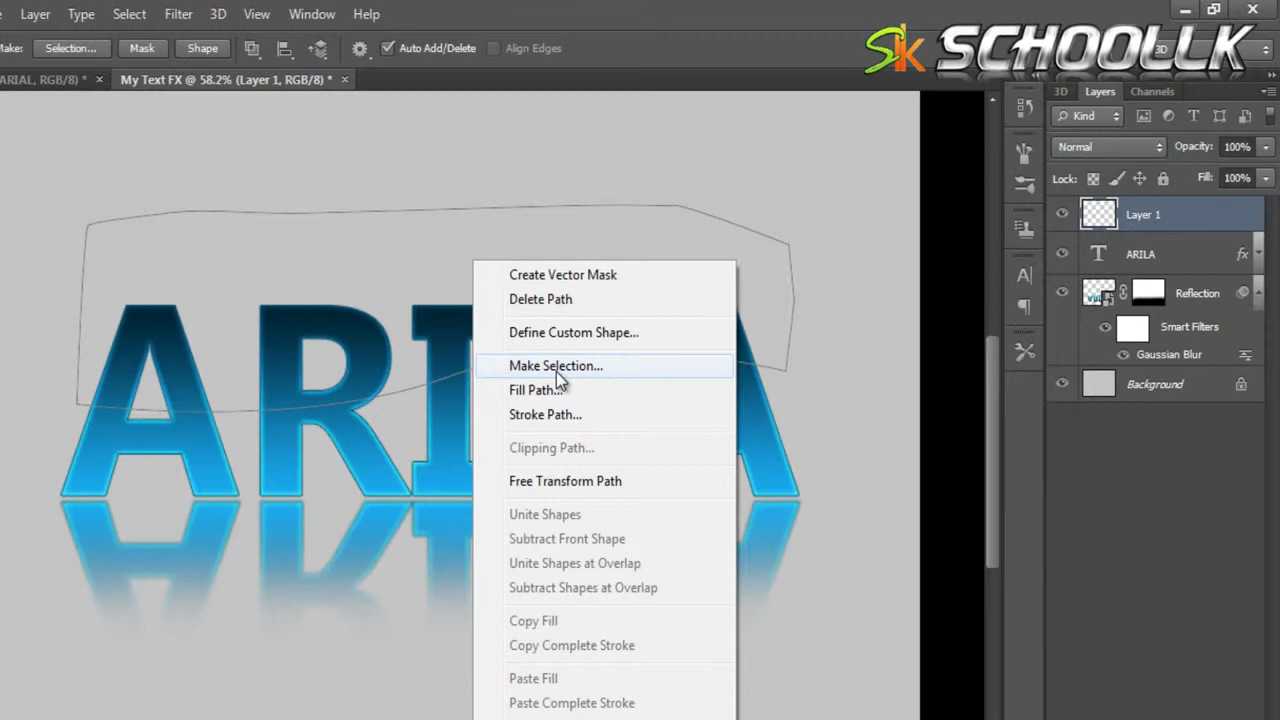 Layer Type Select Filter 3D View Window Help
Make: Selection... Mask Shape Auto Add/Delete Align Edges
SK SCHOOLLK
3D
ARIAL, RGB/8) * × My Text FX @ 58.2% (Layer 1, RGB/8) * ×
3D Layers Channels
Kind
Normal Opacity: 100%
Lock: Fill: 100%
Layer 1
T ARILA fx
Reflection
Smart Filters
Gaussian Blur
Background
ARI A
Create Vector Mask
Delete Path
Define Custom Shape...
Make Selection...
Fill Path...
Stroke Path...
Clipping Path...
Free Transform Path
Unite Shapes
Subtract Front Shape
Unite Shapes at Overlap
Subtract Shapes at Overlap
Copy Fill
Copy Complete Stroke
Paste Fill
Paste Complete Stroke